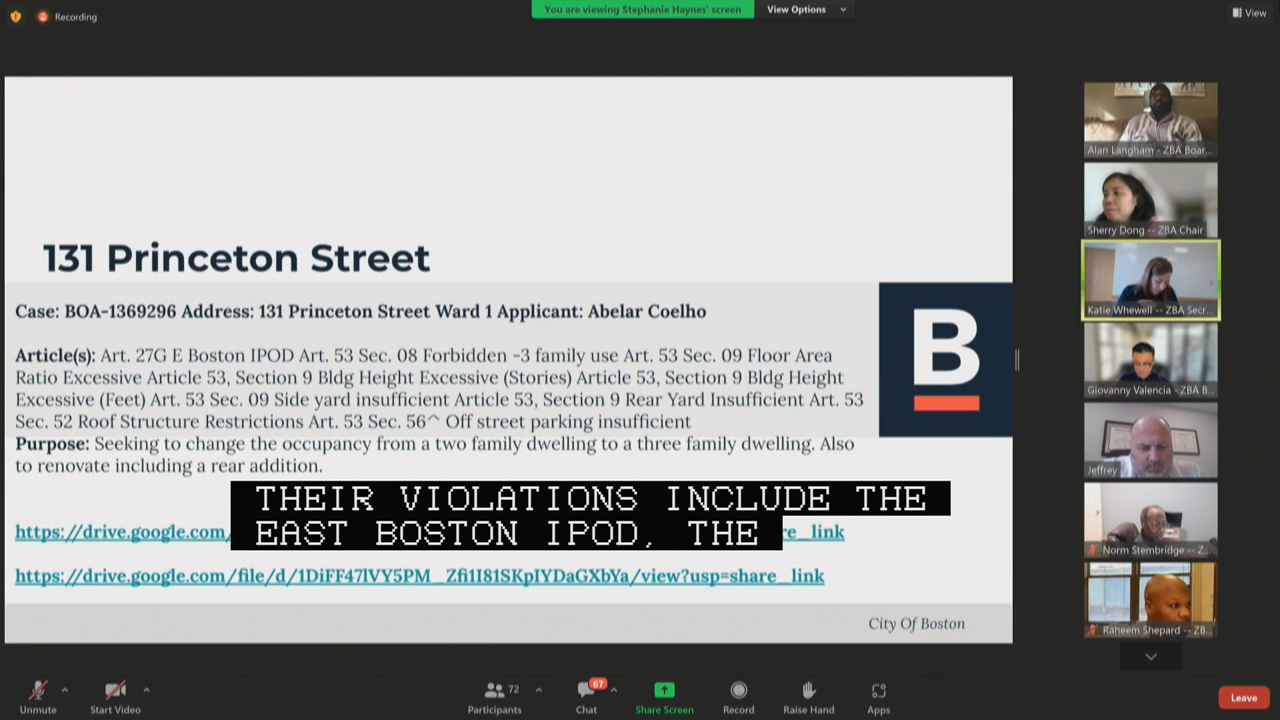 Recording
You are viewing Stephanie Haynes' screen
View Options
View
131 Princeton Street
Case: BOA-1369296 Address: 131 Princeton Street Ward 1 Applicant: Abelar Coelho
Article(s): Art. 27G E Boston IPOD Art. 53 Sec. 08 Forbidden -3 family use Art. 53 Sec. 09 Floor Area
Ratio Excessive Article 53, Section 9 Bldg Height Excessive (Stories) Article 53, Section 9 Bldg Height
Excessive (Feet) Art. 53 Sec. 09 Side yard insufficient Article 53, Section 9 Rear Yard Insufficient Art. 53
Sec. 52 Roof Structure Restrictions Art. 53 Sec. 56^ Off street parking insufficient
Purpose: Seeking to change the occupancy from a two family dwelling to a three family dwelling. Also
to renovate including a rear addition.
THEIR VIOLATIONS INCLUDE THE
EAST BOSTON IPOD, THE
https://drive.google.com/ re_link
https://drive.google.com/file/d/1DiFF47lVY5PM_Zfi1I81SKpIYDaGXbYa/view?usp=share_link
City Of Boston
B
Alan Langham - ZBA Boar...
Sherry Dong -- ZBA Chair
Katie Whewell -- ZBA Secr...
Giovanny Valencia - ZBA B...
Jeffrey
Norm Stembridge -- Z...
Raheem Shepard -- ZB...
Unmute
Start Video
72
Participants
67
Chat
Share Screen
Record
Raise Hand
Apps
Leave